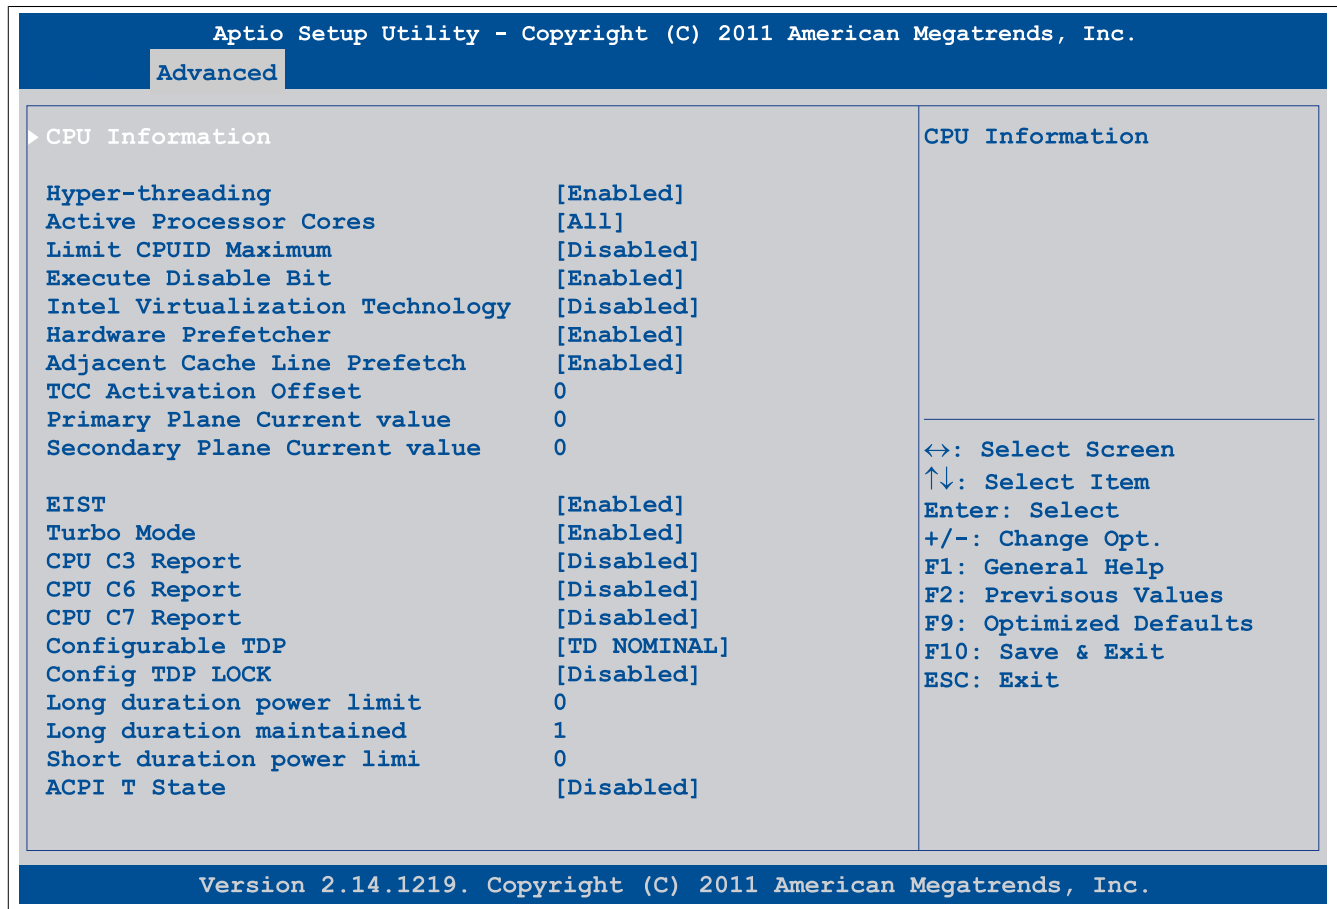 Aptio Setup Utility - Copyright (C) 2011 American Megatrends, Inc.
Advanced
CPU Information
Hyper-threading [Enabled]
Active Processor Cores [All]
Limit CPUID Maximum [Disabled]
Execute Disable Bit [Enabled]
Intel Virtualization Technology [Disabled]
Hardware Prefetcher [Enabled]
Adjacent Cache Line Prefetch [Enabled]
TCC Activation Offset 0
Primary Plane Current value 0
Secondary Plane Current value 0
EIST [Enabled]
Turbo Mode [Enabled]
CPU C3 Report [Disabled]
CPU C6 Report [Disabled]
CPU C7 Report [Disabled]
Configurable TDP [TD NOMINAL]
Config TDP LOCK [Disabled]
Long duration power limit 0
Long duration maintained 1
Short duration power limi 0
ACPI T State [Disabled]
CPU Information
↔: Select Screen
↑↓: Select Item
Enter: Select
+/-: Change Opt.
F1: General Help
F2: Previsous Values
F9: Optimized Defaults
F10: Save & Exit
ESC: Exit
Version 2.14.1219. Copyright (C) 2011 American Megatrends, Inc.